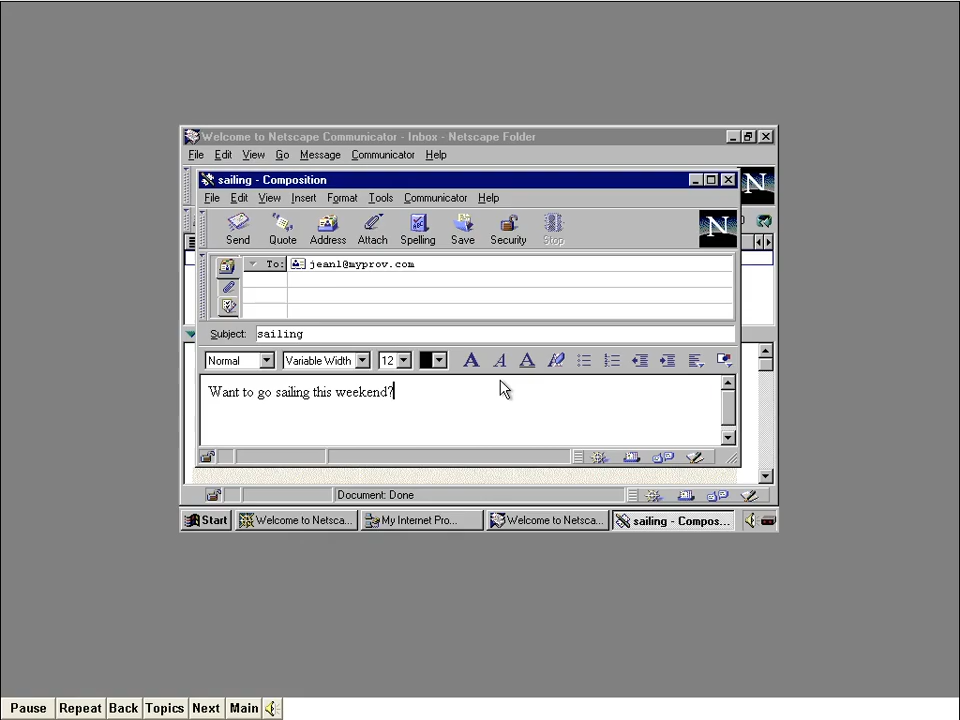 Welcome to Netscape Communicator - Inbox - Netscape Folder
File Edit View Go Message Communicator Help
sailing - Composition
File Edit View Insert Format Tools Communicator Help
N
N
Send Quote Address Attach Spelling Save Security Stop
To: jean1@myprov.com
Subject: sailing
Normal Variable Width 12 A A A
Want to go sailing this weekend?
Document: Done
Start Welcome to Netsca... My Internet Pro... Welcome to Netsca... sailing - Compos...
Pause Repeat Back Topics Next Main